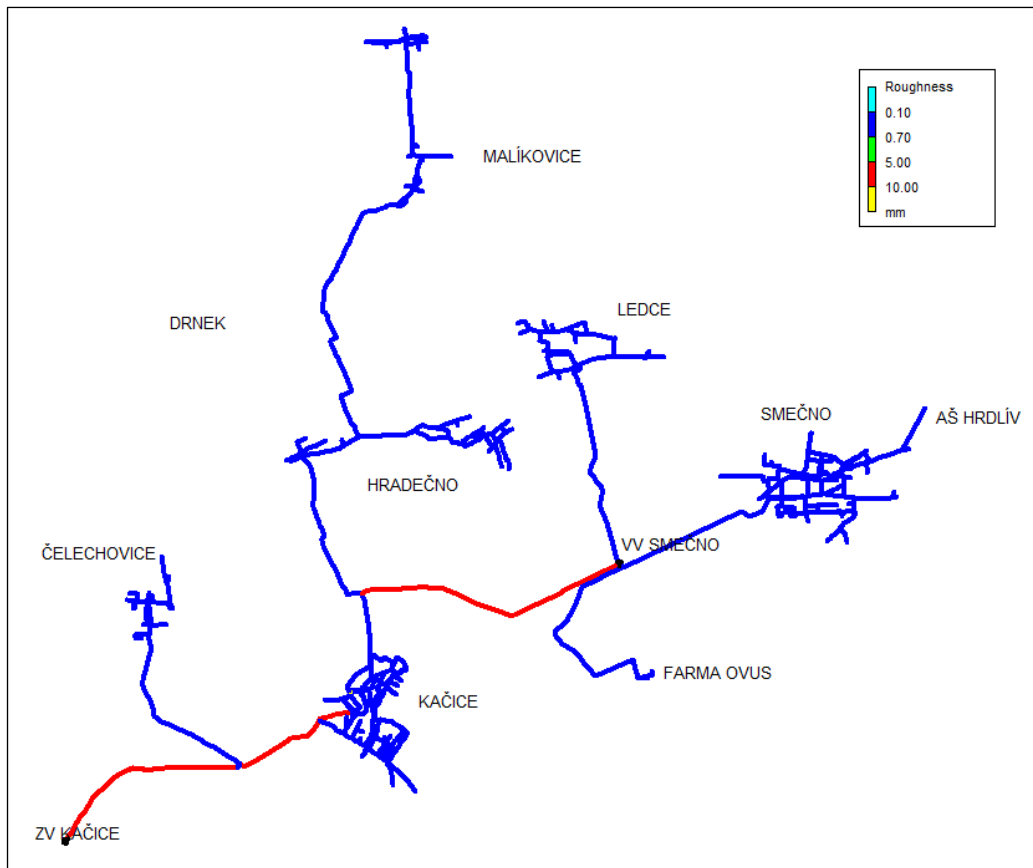 Roughness
0.10
0.70
5.00
10.00
mm
MALÍKOVICE
DRNEK
LEDCE
SMEČNO
AŠ HRDLÍV
HRADEČNO
VV SMEČNO
ČELECHOVICE
FARMA OVUS
KAČICE
ZV KAČICE